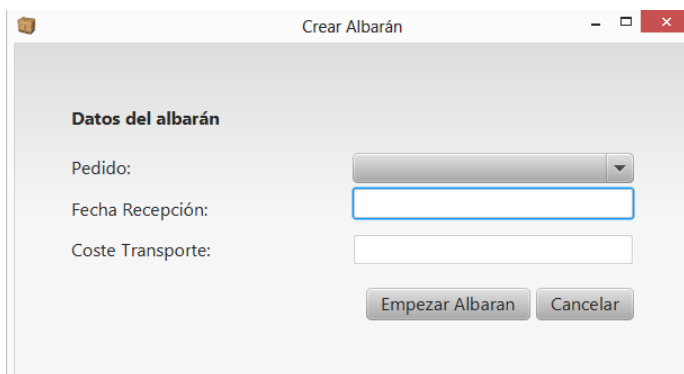 Crear Albarán
Datos del albarán
Pedido:
Fecha Recepción:
Coste Transporte:
Empezar Albaran Cancelar